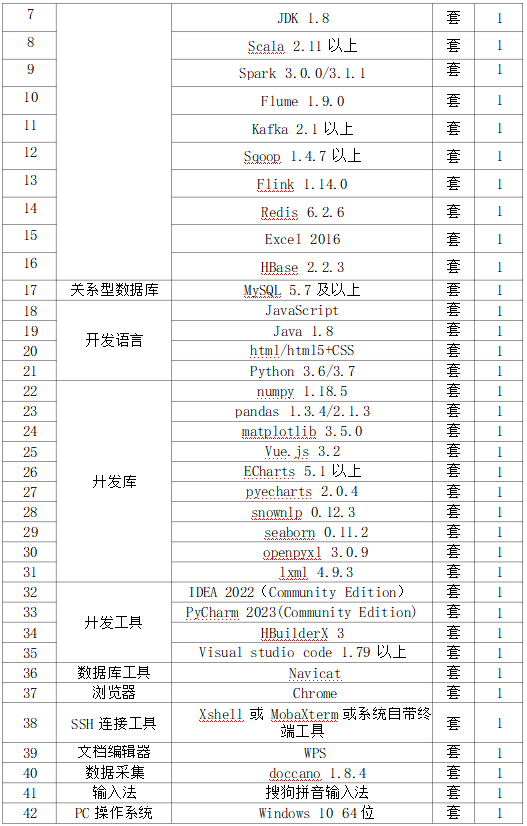 7 JDK 1.8 套 1
8 Scala 2.11 以上 套 1
9 Spark 3.0.0/3.1.1 套 1
10 Flume 1.9.0 套 1
11 Kafka 2.1 以上 套 1
12 Sqoop 1.4.7 以上 套 1
13 Flink 1.14.0 套 1
14 Redis 6.2.6 套 1
15 Excel 2016 套 1
16 HBase 2.2.3 套 1
17 关系型数据库 MySQL 5.7 及以上 套 1
18 JavaScript 套 1
开发语言
19 Java 1.8 套 1
20 html/html5+CSS 套 1
21 Python 3.6/3.7 套 1
22 numpy 1.18.5 套 1
23 pandas 1.3.4/2.1.3 套 1
24 matplotlib 3.5.0 套 1
25 Vue.js 3.2 套 1
开发库
26 ECharts 5.1 以上 套 1
27 pyecharts 2.0.4 套 1
28 snownlp 0.12.3 套 1
29 seaborn 0.11.2 套 1
30 openpyxl 3.0.9 套 1
31 lxml 4.9.3 套 1
32 IDEA 2022（Community Edition） 套 1
开发工具
33 PyCharm 2023(Community Edition) 套 1
34 HBuilderX 3 套 1
35 Visual studio code 1.79 以上 套 1
36 数据库工具 Navicat 套 1
37 浏览器 Chrome 套 1
38 SSH 连接工具 Xshell 或 MobaXterm 或系统自带终
端工具 套 1
39 文档编辑器 WPS 套 1
40 数据采集 doccano 1.8.4 套 1
41 输入法 搜狗拼音输入法 套 1
42 PC 操作系统 Windows 10 64 位 套 1